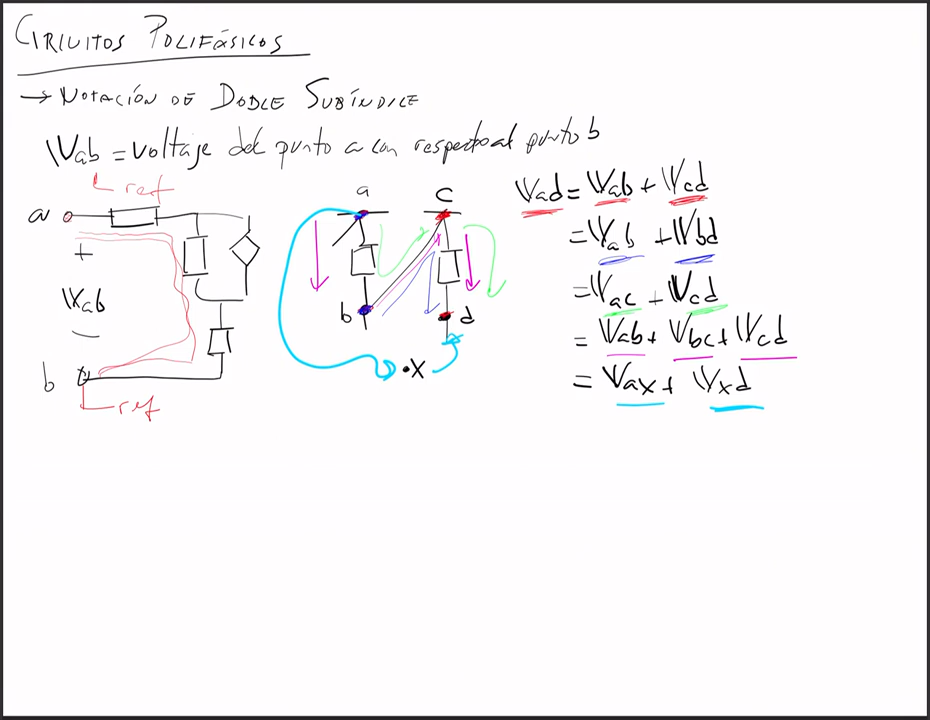 CIRCUITOS POLIFÁSICOS
→ NOTACIÓN DE DOBLE SUBÍNDICE
Vab = voltaje del punto a con respecto al punto b
ref
a
+
Vab
−
b
ref
a
c
b
d
•X
Vad = Vab + Vcd
= Vab + Vbd
= Vac + Vcd
= Vab + Vbc + Vcd
= Vax + Vxd